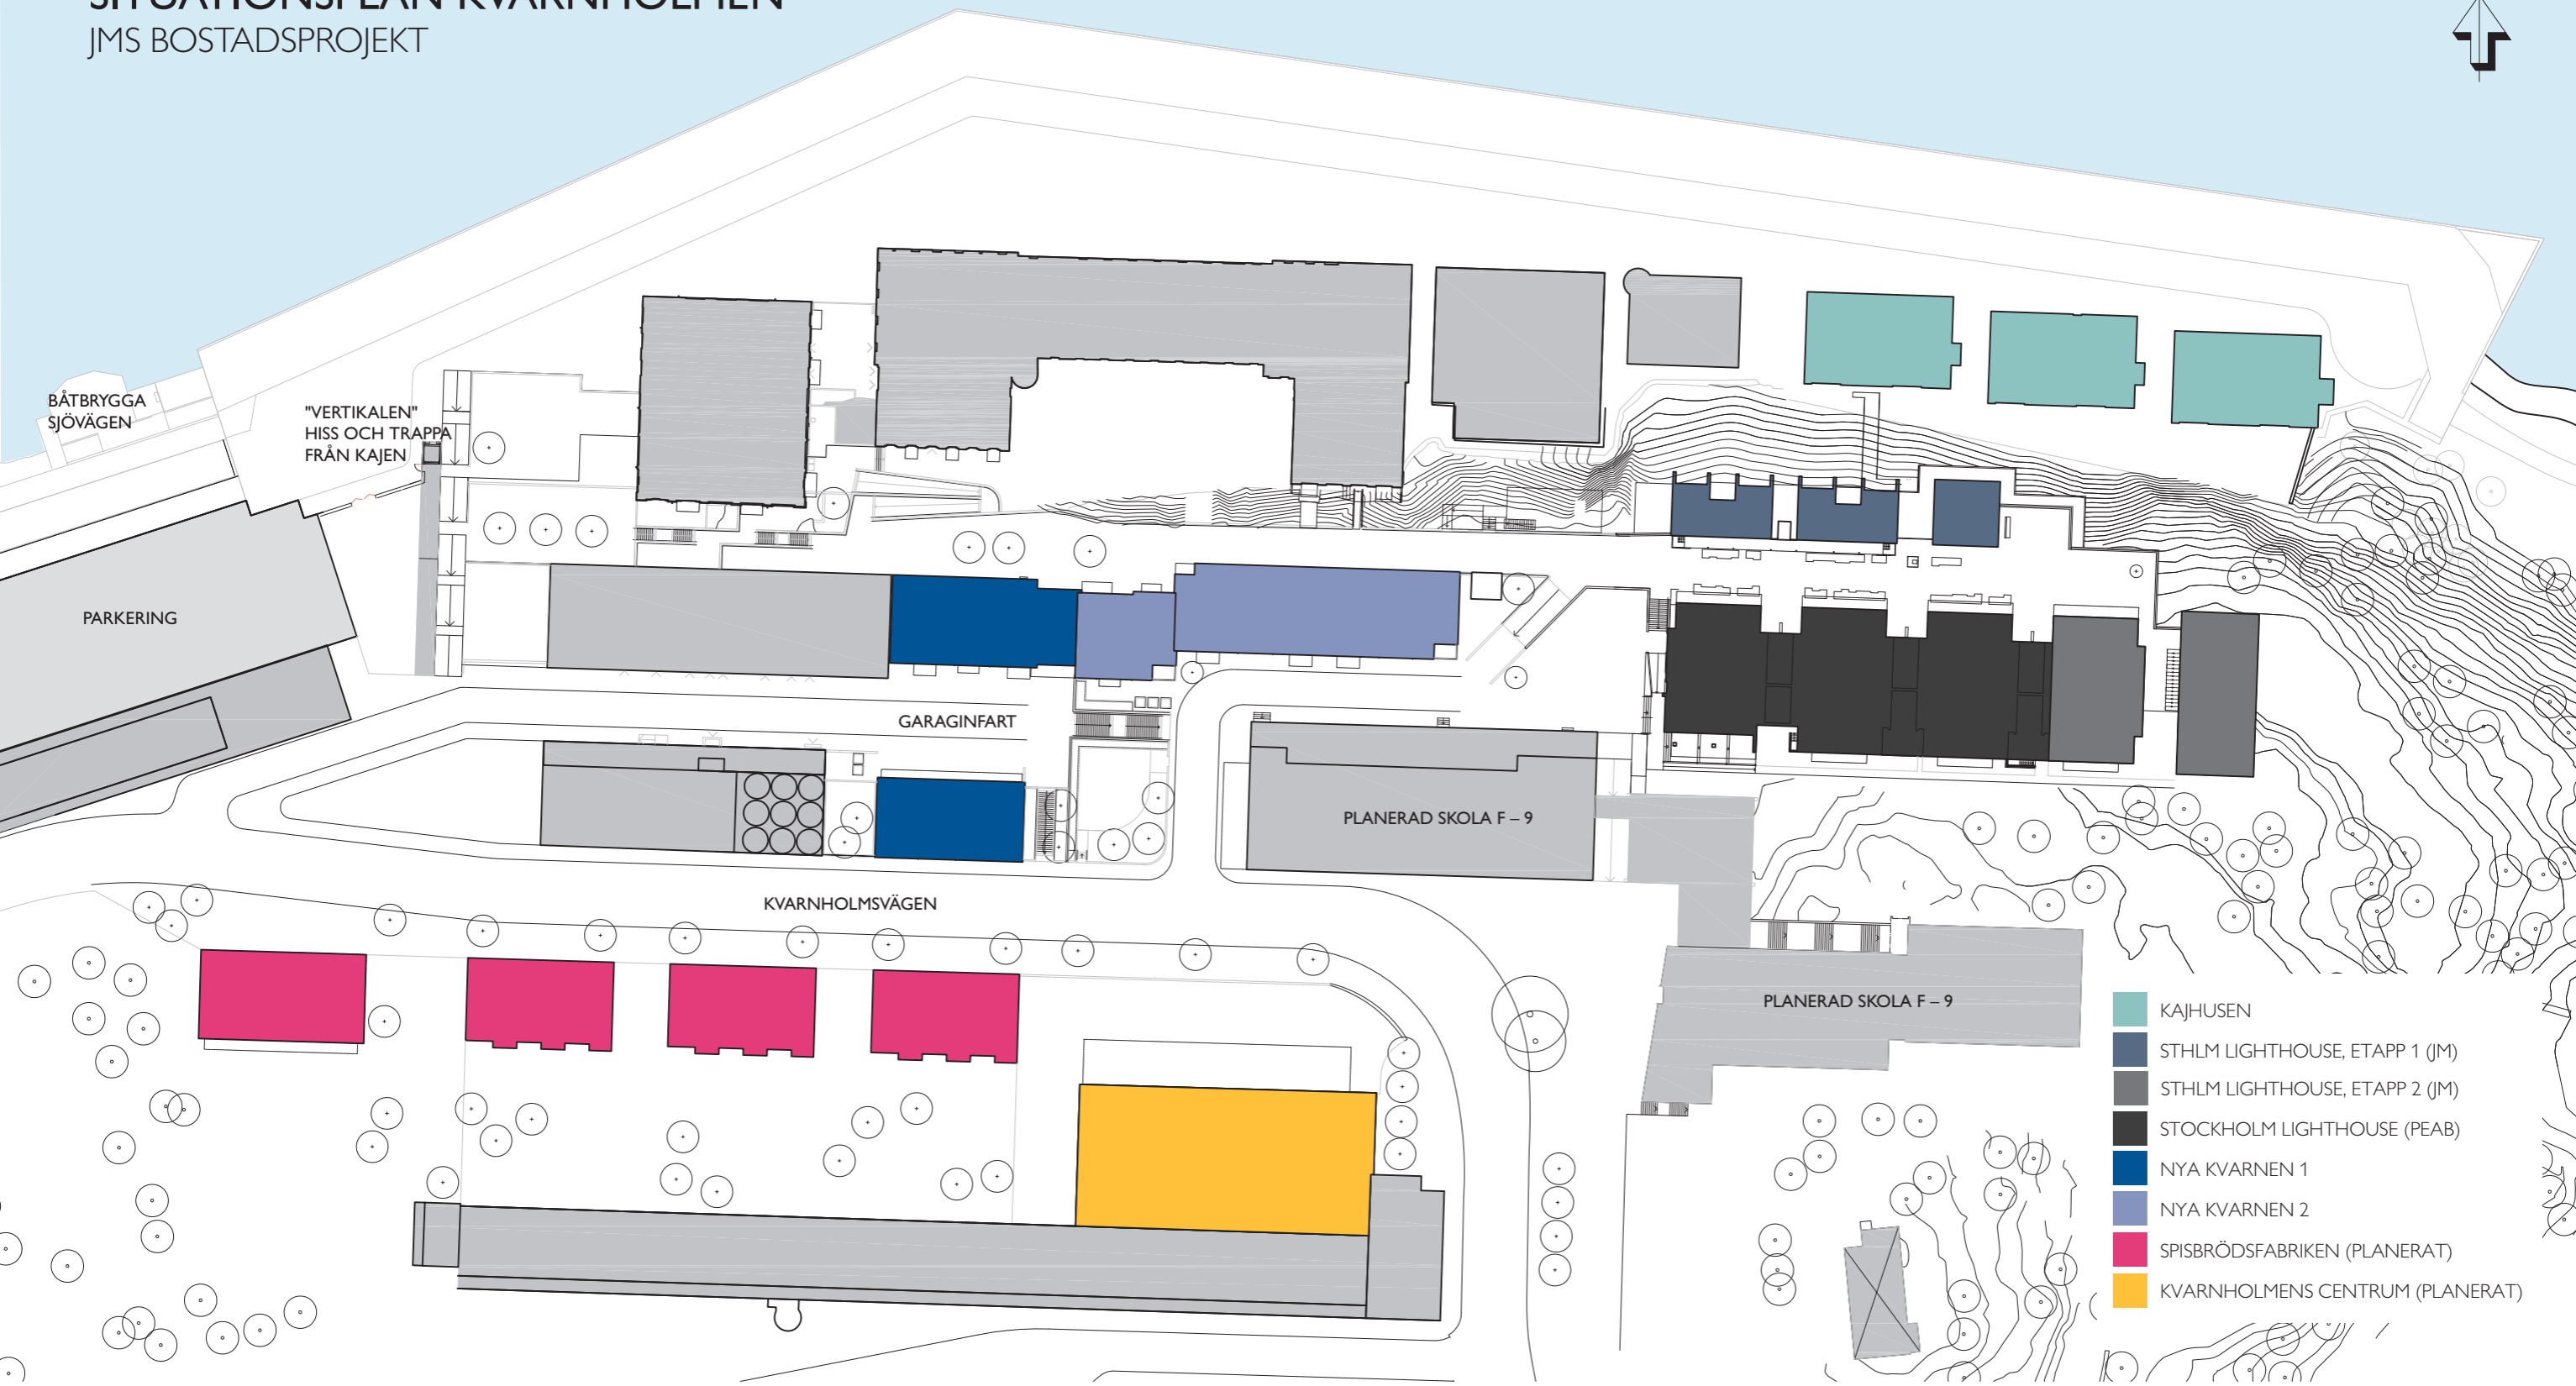 SITUATIONSPLAN KVARNHOLMEN
JMS BOSTADSPROJEKT
BÅTBRYGGA
SJÖVÄGEN
"VERTIKALEN"
HISS OCH TRAPPA
FRÅN KAJEN
PARKERING
GARAGINFART
PLANERAD SKOLA F – 9
KVARNHOLMSVÄGEN
PLANERAD SKOLA F – 9
KAJHUSEN
STHLM LIGHTHOUSE, ETAPP 1 (JM)
STHLM LIGHTHOUSE, ETAPP 2 (JM)
STOCKHOLM LIGHTHOUSE (PEAB)
NYA KVARNEN 1
NYA KVARNEN 2
SPISBRÖDSFABRIKEN (PLANERAT)
KVARNHOLMENS CENTRUM (PLANERAT)